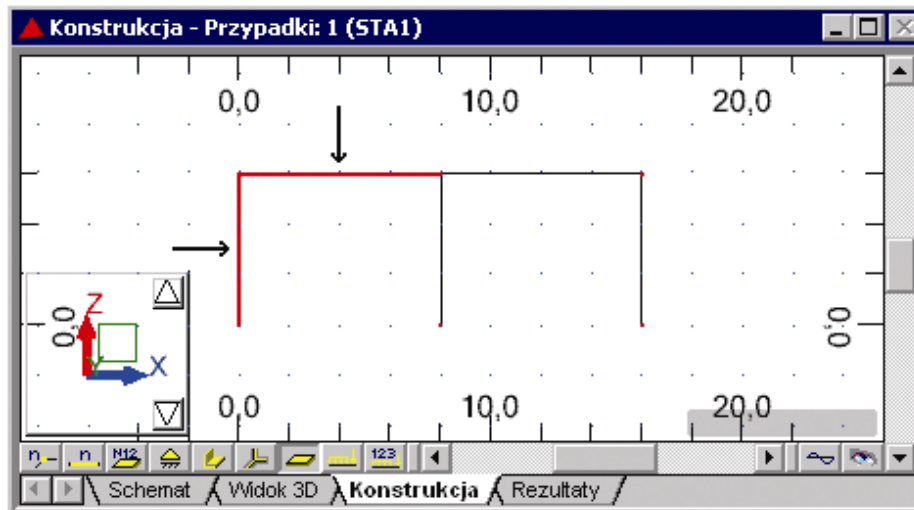 Konstrukcja - Przypadki: 1 (STA1)
0,0 10,0 20,0
Z
0,0 Y X 0,0
0,0 10,0 20,0
n n N12 123
Schemat Widok 3D Konstrukcja Rezultaty